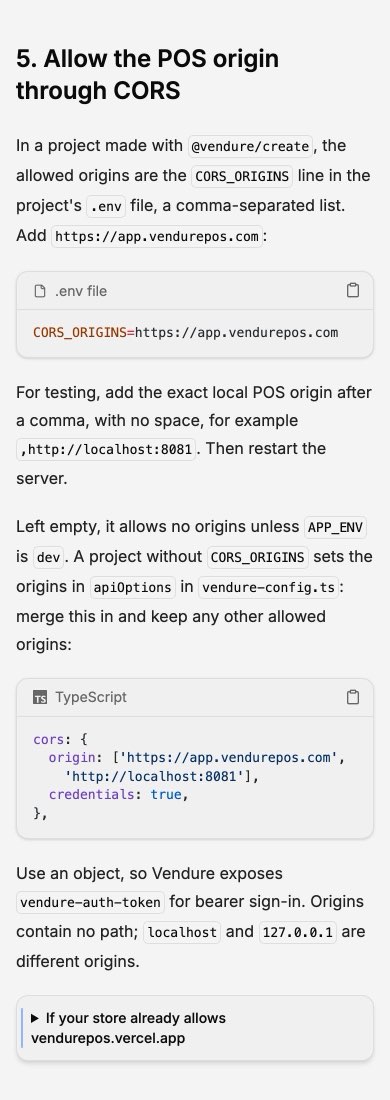 5. Allow the POS origin
through CORS
In a project made with @vendure/create, the
allowed origins are the CORS_ORIGINS line in the
project's .env file, a comma-separated list.
Add https://app.vendurepos.com:
.env file
CORS_ORIGINS=https://app.vendurepos.com
For testing, add the exact local POS origin after
a comma, with no space, for example
,http://localhost:8081. Then restart the
server.
Left empty, it allows no origins unless APP_ENV
is dev. A project without CORS_ORIGINS sets the
origins in apiOptions in vendure-config.ts:
merge this in and keep any other allowed
origins:
TS TypeScript
cors: {
  origin: ['https://app.vendurepos.com',
    'http://localhost:8081'],
  credentials: true,
},
Use an object, so Vendure exposes
vendure-auth-token for bearer sign-in. Origins
contain no path; localhost and 127.0.0.1 are
different origins.
▶ If your store already allows
vendurepos.vercel.app